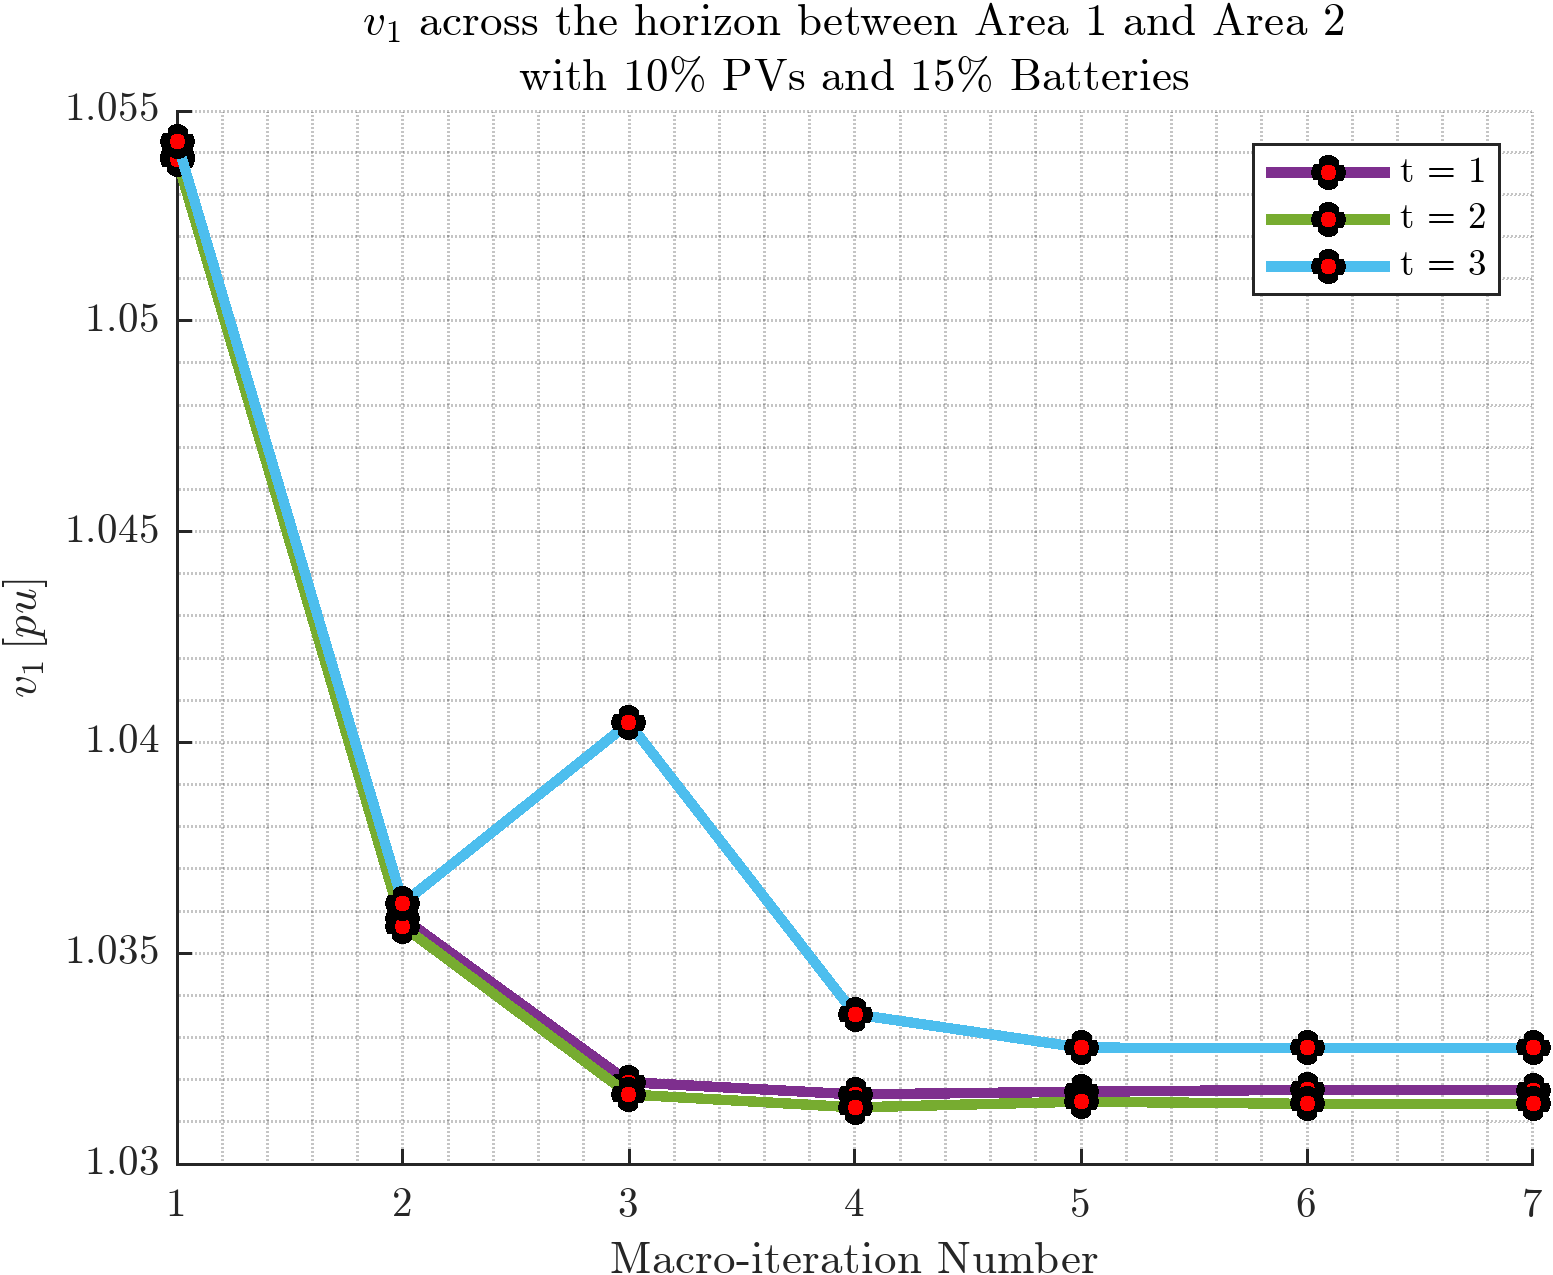 v₁ across the horizon between Area 1 and Area 2
with 10% PVs and 15% Batteries
1.055
1.05
1.045
1.04
1.035
1.03
v₁ [pu]
t = 1
t = 2
t = 3
1 2 3 4 5 6 7
Macro-iteration Number